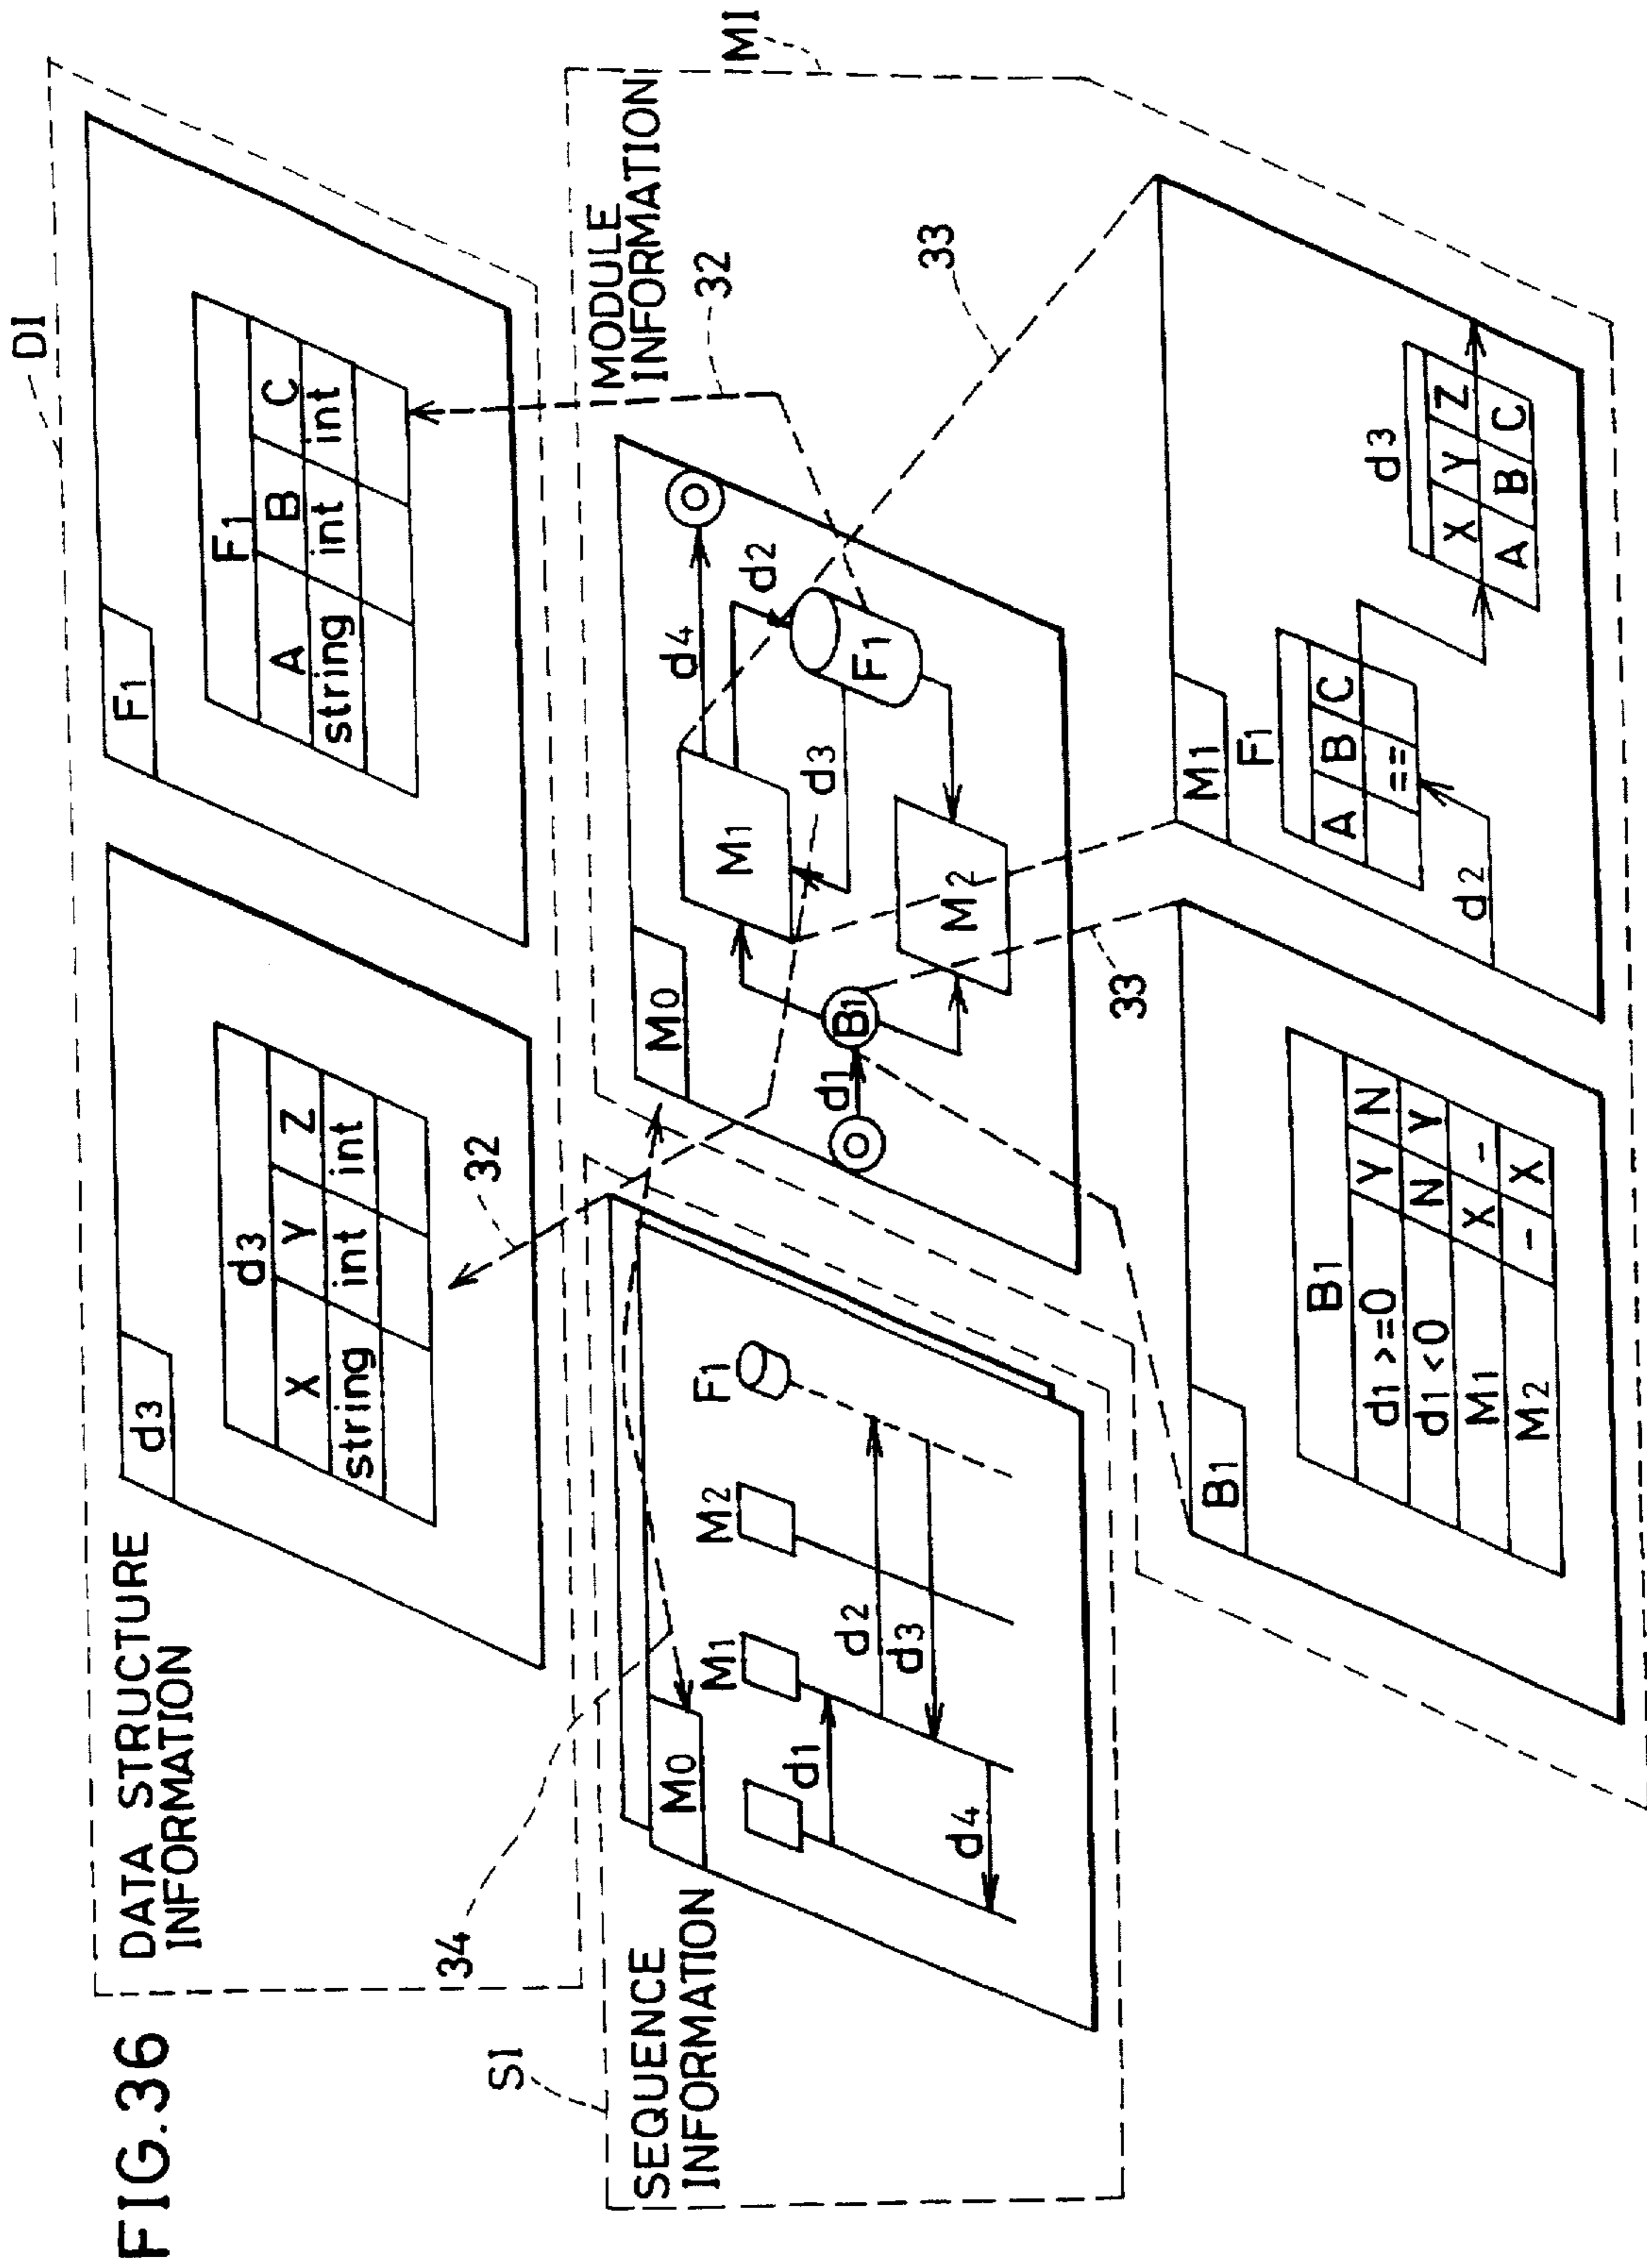 FIG.36
DI
DATA STRUCTURE
INFORMATION
d3
d3
X Y Z
string int int
32
F1
F1
A B C
string int int
SI
34
SEQUENCE
INFORMATION
M0
M1 M2 F1
d1
d2
d3
d4
MODULE
INFORMATION
MI
32
33
M0
d1
B1
M1
M2
d4
d2
d3
F1
33
B1
B1
d1>=0 Y N
d1<0 N Y
M1 X -
M2 - X
M1
F1
A B C
==
d2
d3
X Y Z
A B C